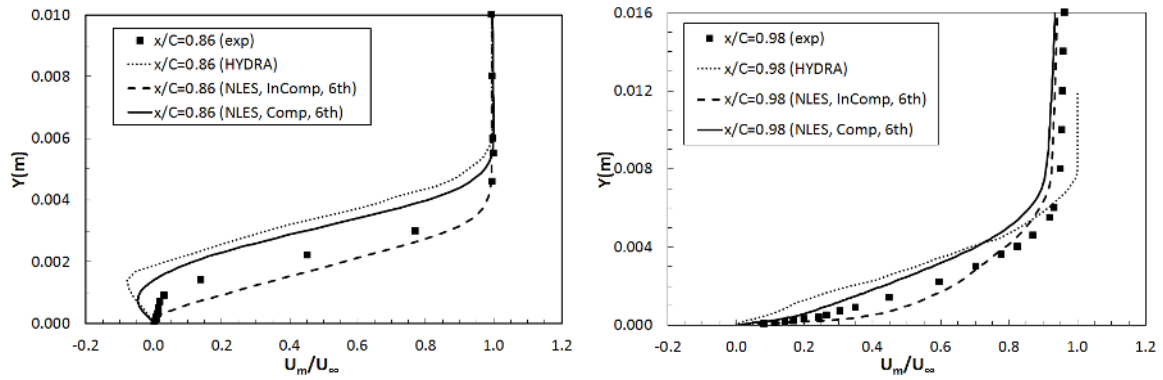 0.010
0.008
0.006
0.004
0.002
0.000
Y(m)
x/C=0.86 (exp)
x/C=0.86 (HYDRA)
x/C=0.86 (NLES, InComp, 6th)
x/C=0.86 (NLES, Comp, 6th)
-0.2 0.0 0.2 0.4 0.6 0.8 1.0 1.2
Um/U∞
0.016
0.012
0.008
0.004
0.000
Y(m)
x/C=0.98 (exp)
x/C=0.98 (HYDRA)
x/C=0.98 (NLES, InComp, 6th)
x/C=0.98 (NLES, Comp, 6th)
-0.2 0.0 0.2 0.4 0.6 0.8 1.0 1.2
Um/U∞